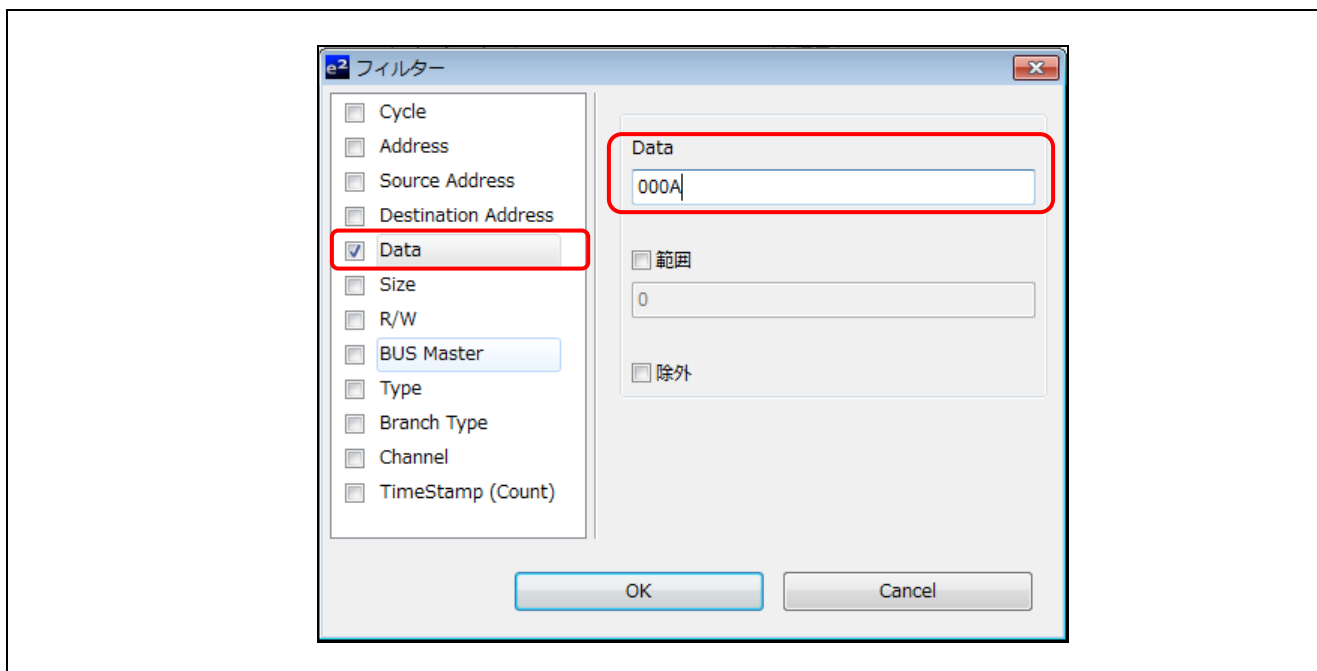 e² フィルター
Cycle
Address
Source Address
Destination Address
Data
Size
R/W
BUS Master
Type
Branch Type
Channel
TimeStamp (Count)
Data
000A
範囲
0
除外
OK
Cancel